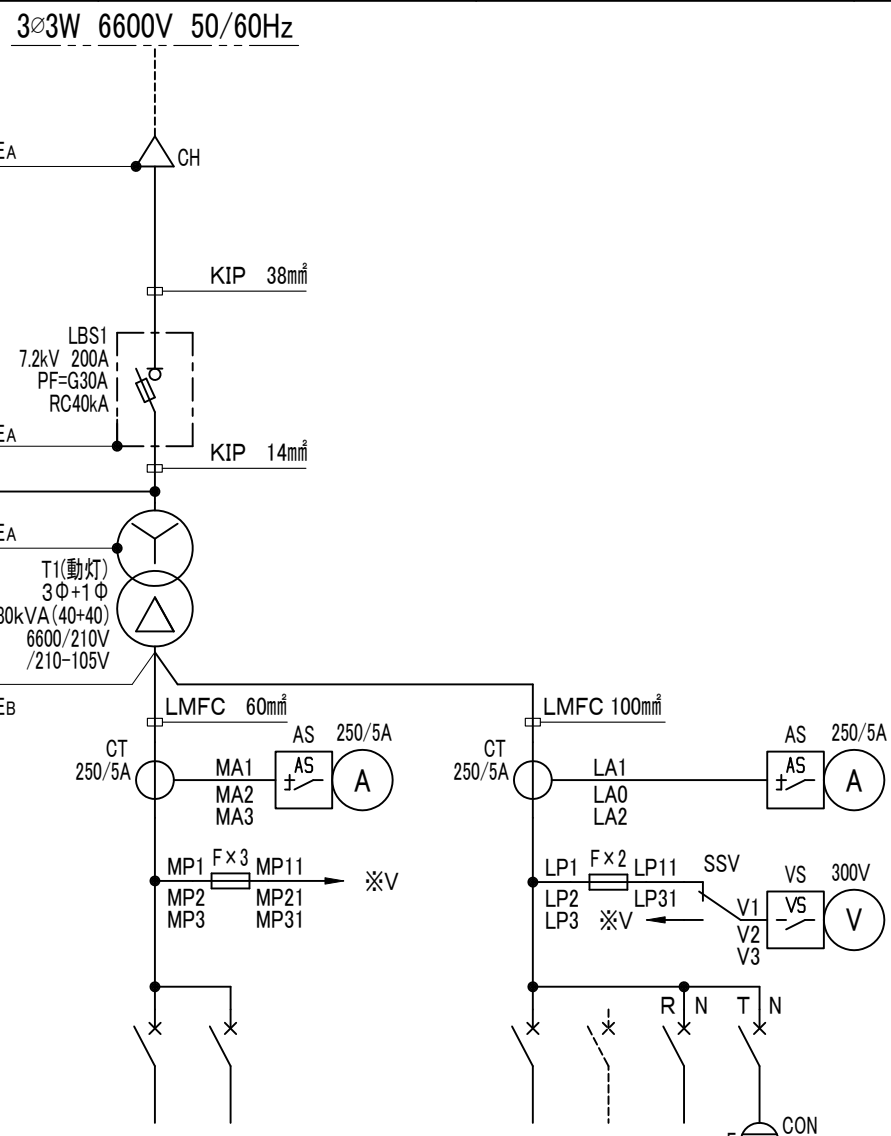 3∅3W 6600V 50/60Hz
EA
CH
KIP 38mm²
LBS1
7.2kV 200A
PF=G30A
RC40kA
EA
KIP 14mm²
EA
T1(動灯)
3Φ+1Φ
80kVA(40+40)
6600/210V
/210-105V
EB
LMFC 60mm²
LMFC 100mm²
CT
250/5A
MA1
MA2
MA3
AS 250/5A
AS
A
CT
250/5A
LA1
LA0
LA2
AS 250/5A
AS
A
MP1 F×3 MP11
MP2 MP21
MP3 MP31
※V
LP1 F×2 LP11
LP2 LP31
LP3 ※V
SSV
V1
V2
V3
VS 300V
VS
V
R N T N
E
CON